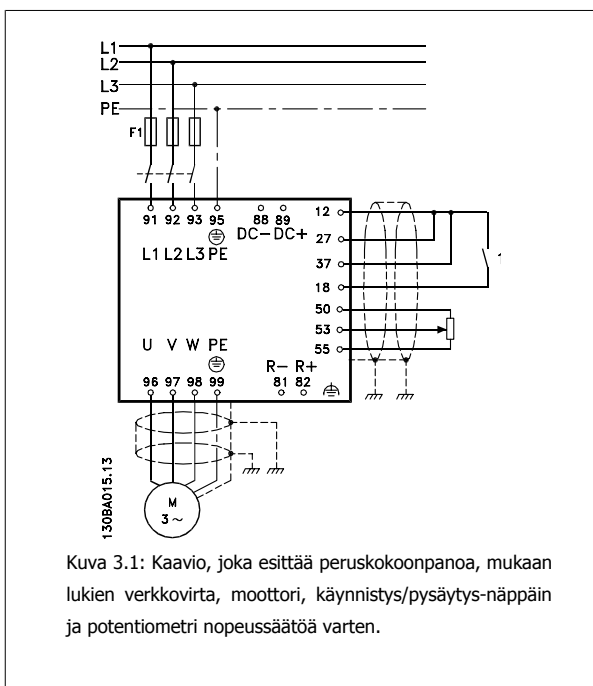 L1
L2
L3
PE
F1
91 92 93 95 88 89 12
DC- DC+
L1 L2 L3 PE
27
37
18
1
50
53
55
U V W PE
R- R+
96 97 98 99 81 82
M
3~
130BA015.13
Kuva 3.1: Kaavio, joka esittää peruskokoonpanoa, mukaan
lukien verkkovirta, moottori, käynnistys/pysäytys-näppäin
ja potentiometri nopeussäätöä varten.